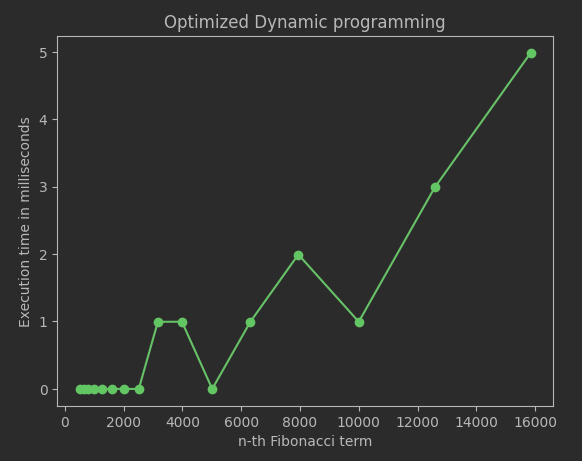 Optimized Dynamic programming
5
4
3
2
1
0
Execution time in milliseconds
0 2000 4000 6000 8000 10000 12000 14000 16000
n-th Fibonacci term